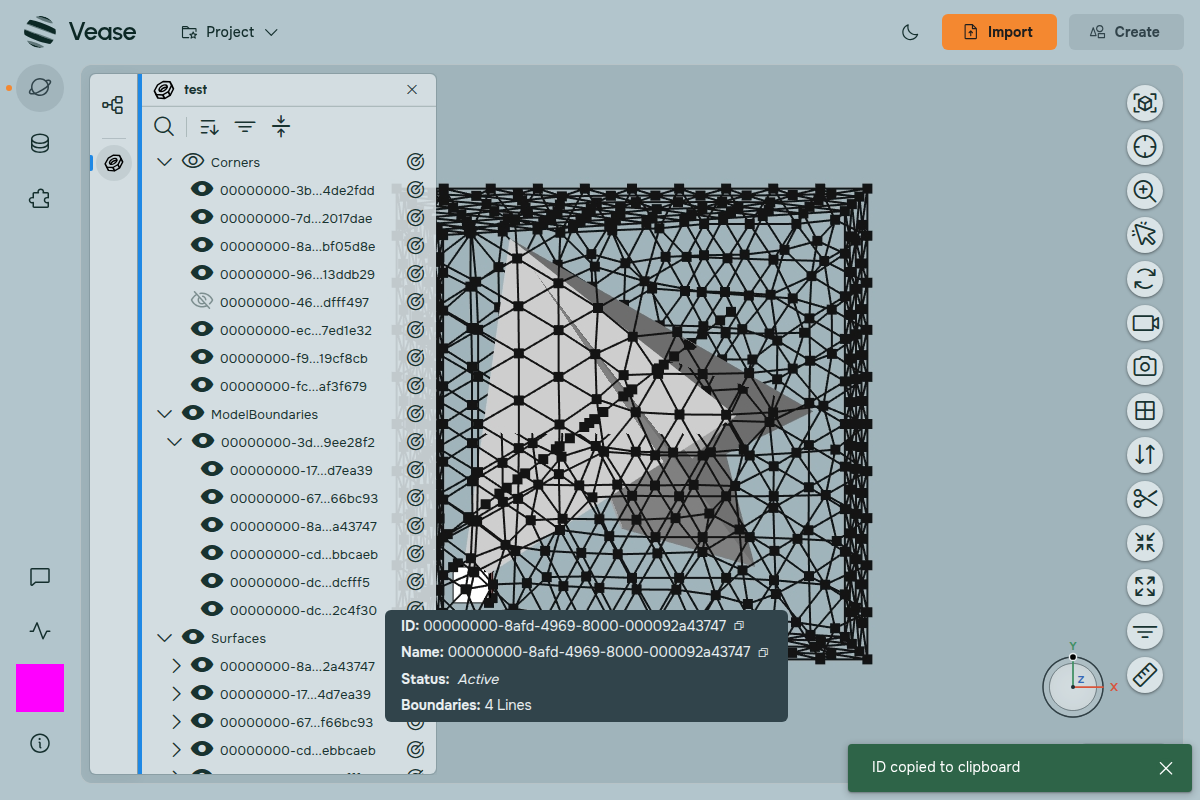 Vease
Project
Import
Create
test
Corners
00000000-3b...4de2fdd
00000000-7d...2017dae
00000000-8a...bf05d8e
00000000-96...13ddb29
00000000-46...dfff497
00000000-ec...7ed1e32
00000000-f9...19cf8cb
00000000-fc...af3f679
ModelBoundaries
00000000-3d...9ee28f2
00000000-17...d7ea39
00000000-67...66bc93
00000000-8a...a43747
00000000-cd...bbcaeb
00000000-dc...dcfff5
00000000-dc...2c4f30
Surfaces
00000000-8a...2a43747
00000000-17...4d7ea39
00000000-67...f66bc93
00000000-cd...ebbcaeb
ID: 00000000-8afd-4969-8000-000092a43747
Name: 00000000-8afd-4969-8000-000092a43747
Status: Active
Boundaries: 4 Lines
Y
Z
X
ID copied to clipboard